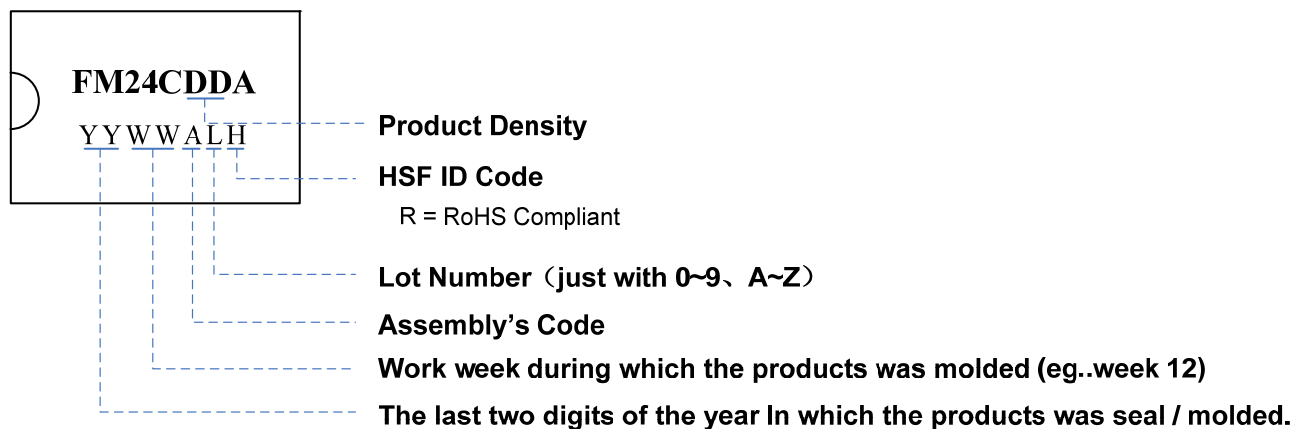 FM24CDDA
YYWWALH
Product Density
HSF ID Code
R = RoHS Compliant
Lot Number（just with 0~9、A~Z）
Assembly's Code
Work week during which the products was molded (eg..week 12)
The last two digits of the year In which the products was seal / molded.